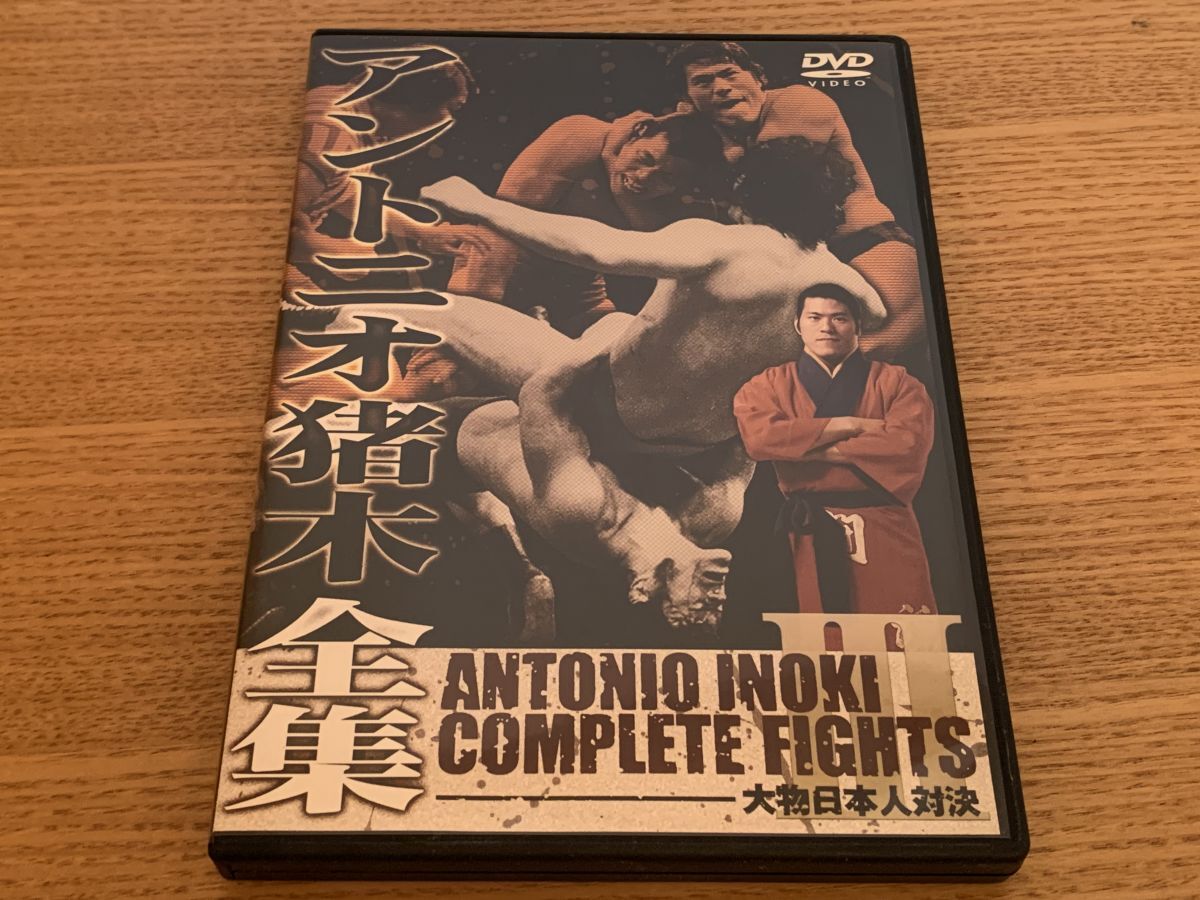 DVD
VIDEO
アントニオ猪木
全集
III
ANTONIO INOKI
COMPLETE FIGHTS
大物日本人対決